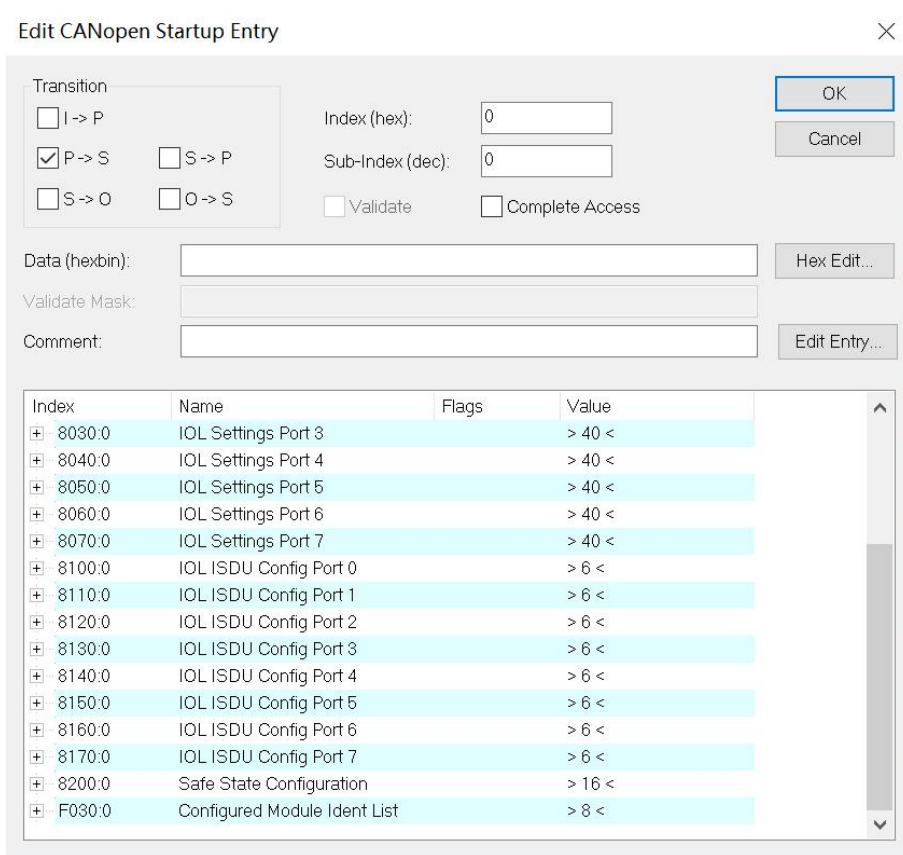 Edit CANopen Startup Entry
Transition
I -> P
P -> S
S -> P
S -> O
O -> S
Index (hex): 0
Sub-Index (dec): 0
Validate
Complete Access
OK
Cancel
Data (hexbin):
Hex Edit...
Validate Mask:
Comment:
Edit Entry...
Index Name Flags Value
8030:0 IOL Settings Port 3 > 40 <
8040:0 IOL Settings Port 4 > 40 <
8050:0 IOL Settings Port 5 > 40 <
8060:0 IOL Settings Port 6 > 40 <
8070:0 IOL Settings Port 7 > 40 <
8100:0 IOL ISDU Config Port 0 > 6 <
8110:0 IOL ISDU Config Port 1 > 6 <
8120:0 IOL ISDU Config Port 2 > 6 <
8130:0 IOL ISDU Config Port 3 > 6 <
8140:0 IOL ISDU Config Port 4 > 6 <
8150:0 IOL ISDU Config Port 5 > 6 <
8160:0 IOL ISDU Config Port 6 > 6 <
8170:0 IOL ISDU Config Port 7 > 6 <
8200:0 Safe State Configuration > 16 <
F030:0 Configured Module Ident List > 8 <